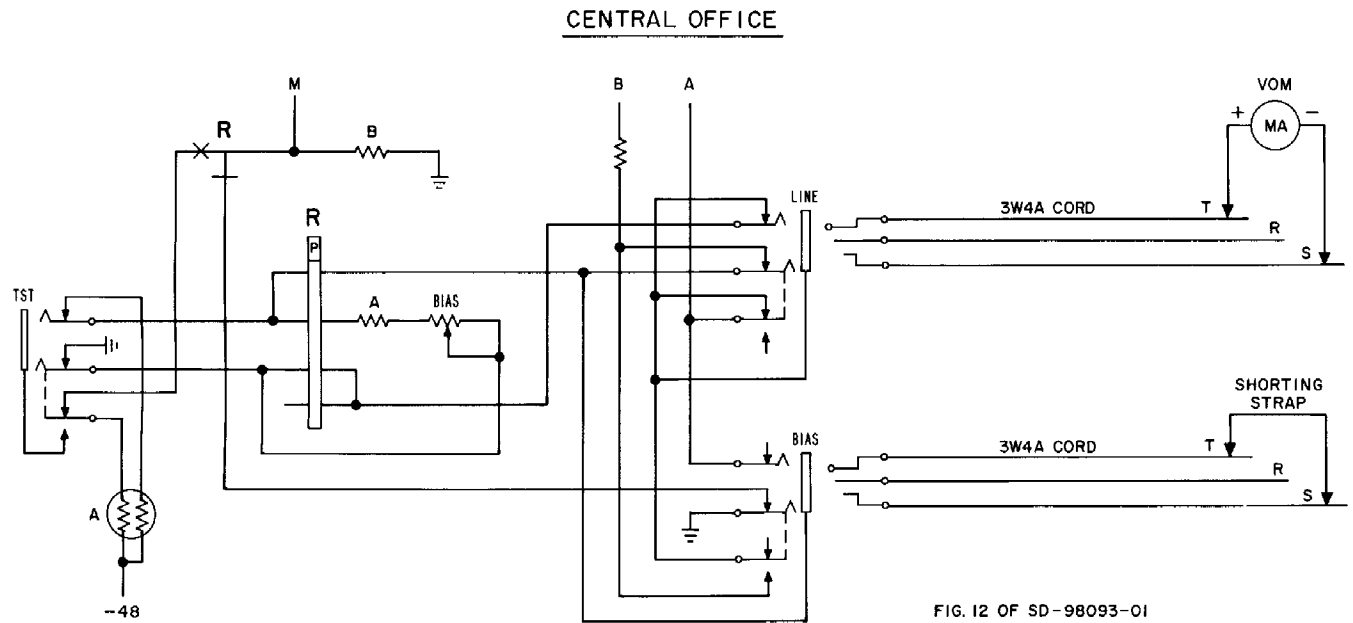 CENTRAL OFFICE
M
B
A
VOM
+
MA
-
R
B
LINE
3W4A CORD
T
R
S
R
P
TST
A
BIAS
SHORTING
STRAP
BIAS
3W4A CORD
T
R
S
A
-48
FIG. 12 OF SD-98093-01